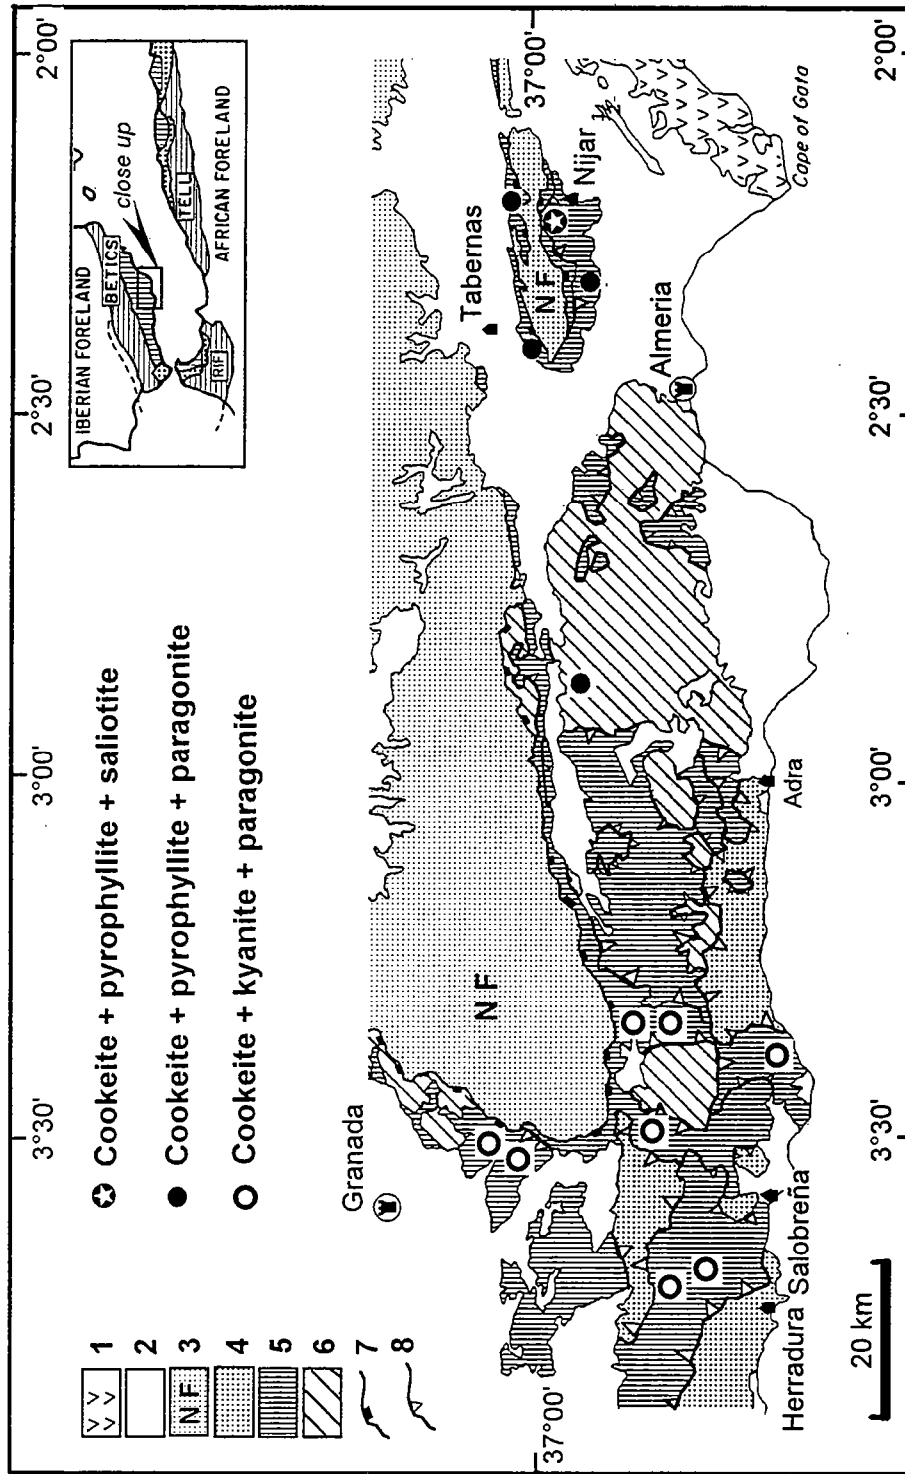 3°30'
3°00'
2°30'
2°00'
1
2
N F 3
4
5
6
7
8
Granada
Cookeite + pyrophyllite + saliotite
Cookeite + pyrophyllite + paragonite
Cookeite + kyanite + paragonite
IBERIAN FORELAND
BETICS
close up
RIF
TELL
AFRICAN FORELAND
N F
Tabernas
N F
Nijar
37°00'
37°00'
Almeria
Cape of Gata
Adra
Herradura
Salobreña
20 km
3°30'
3°00'
2°30'
2°00'